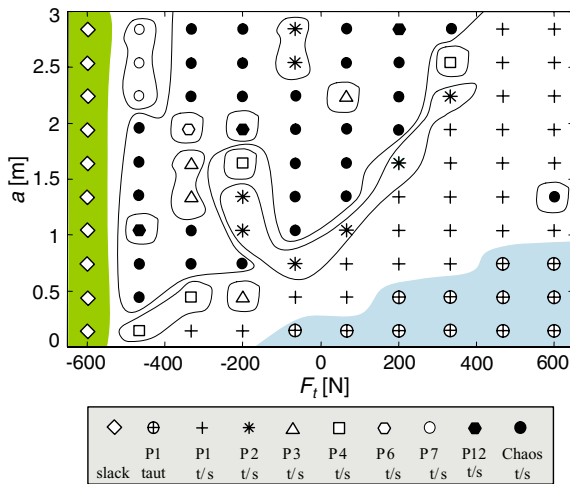 3
2.5
2
1.5
1
0.5
0
a [m]
-600 -400 -200 0 200 400 600
F_t [N]
P1 P1 P2 P3 P4 P6 P7 P12 Chaos
slack taut t/s t/s t/s t/s t/s t/s t/s t/s